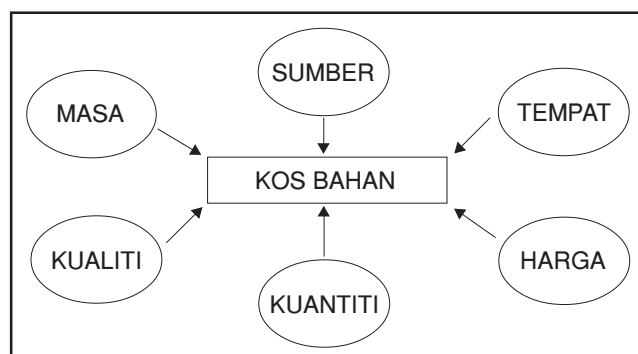 SUMBER
MASA
TEMPAT
KOS BAHAN
KUALITI
HARGA
KUANTITI